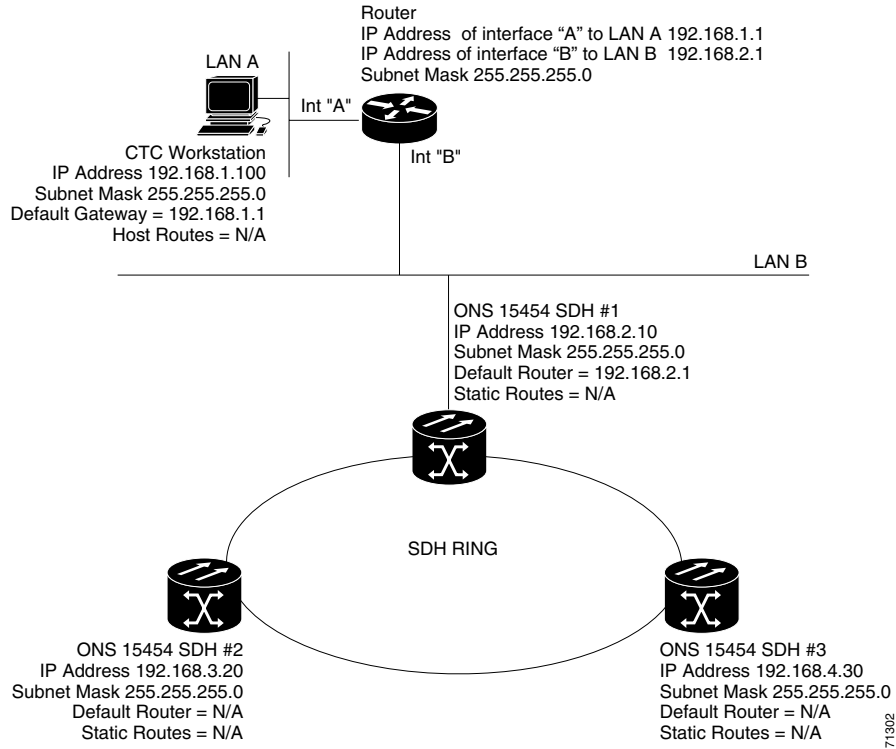 Router
IP Address of interface “A” to LAN A 192.168.1.1
IP Address of interface “B” to LAN B 192.168.2.1
Subnet Mask 255.255.255.0
LAN A
Int "A"
Int "B"
CTC Workstation
IP Address 192.168.1.100
Subnet Mask 255.255.255.0
Default Gateway = 192.168.1.1
Host Routes = N/A
LAN B
ONS 15454 SDH #1
IP Address 192.168.2.10
Subnet Mask 255.255.255.0
Default Router = 192.168.2.1
Static Routes = N/A
SDH RING
ONS 15454 SDH #2
IP Address 192.168.3.20
Subnet Mask 255.255.255.0
Default Router = N/A
Static Routes = N/A
ONS 15454 SDH #3
IP Address 192.168.4.30
Subnet Mask 255.255.255.0
Default Router = N/A
Static Routes = N/A
71302